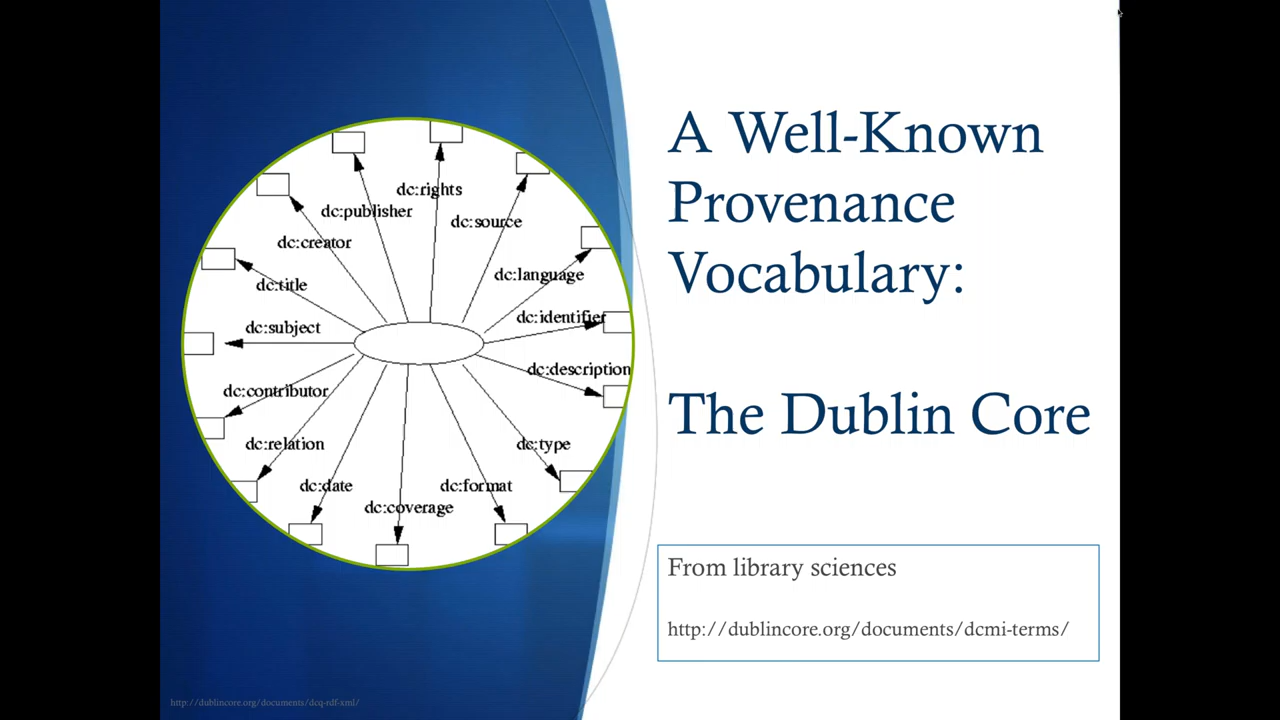 A Well-Known
Provenance
Vocabulary:
The Dublin Core
From library sciences
http://dublincore.org/documents/dcmi-terms/
dc:rights
dc:publisher
dc:source
dc:creator
dc:language
dc:title
dc:identifier
dc:subject
dc:description
dc:contributor
dc:relation
dc:type
dc:date
dc:format
dc:coverage
http://dublincore.org/documents/dcq-rdf-xml/